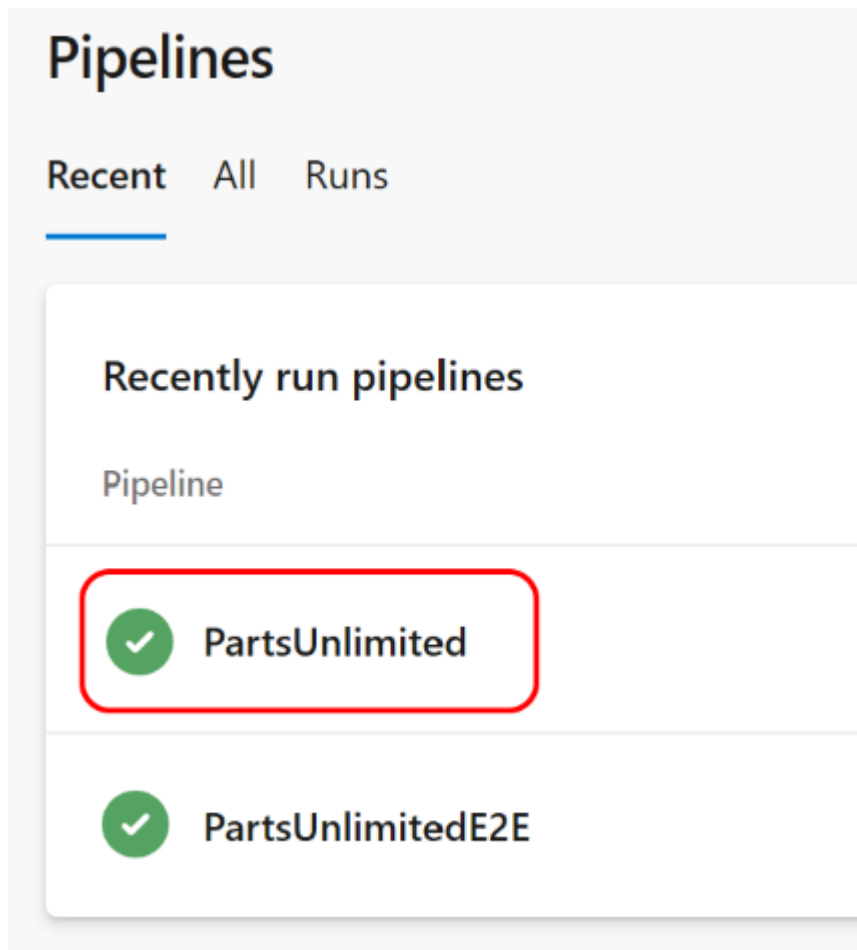 Pipelines
Recent All Runs
Recently run pipelines
Pipeline
PartsUnlimited
PartsUnlimitedE2E